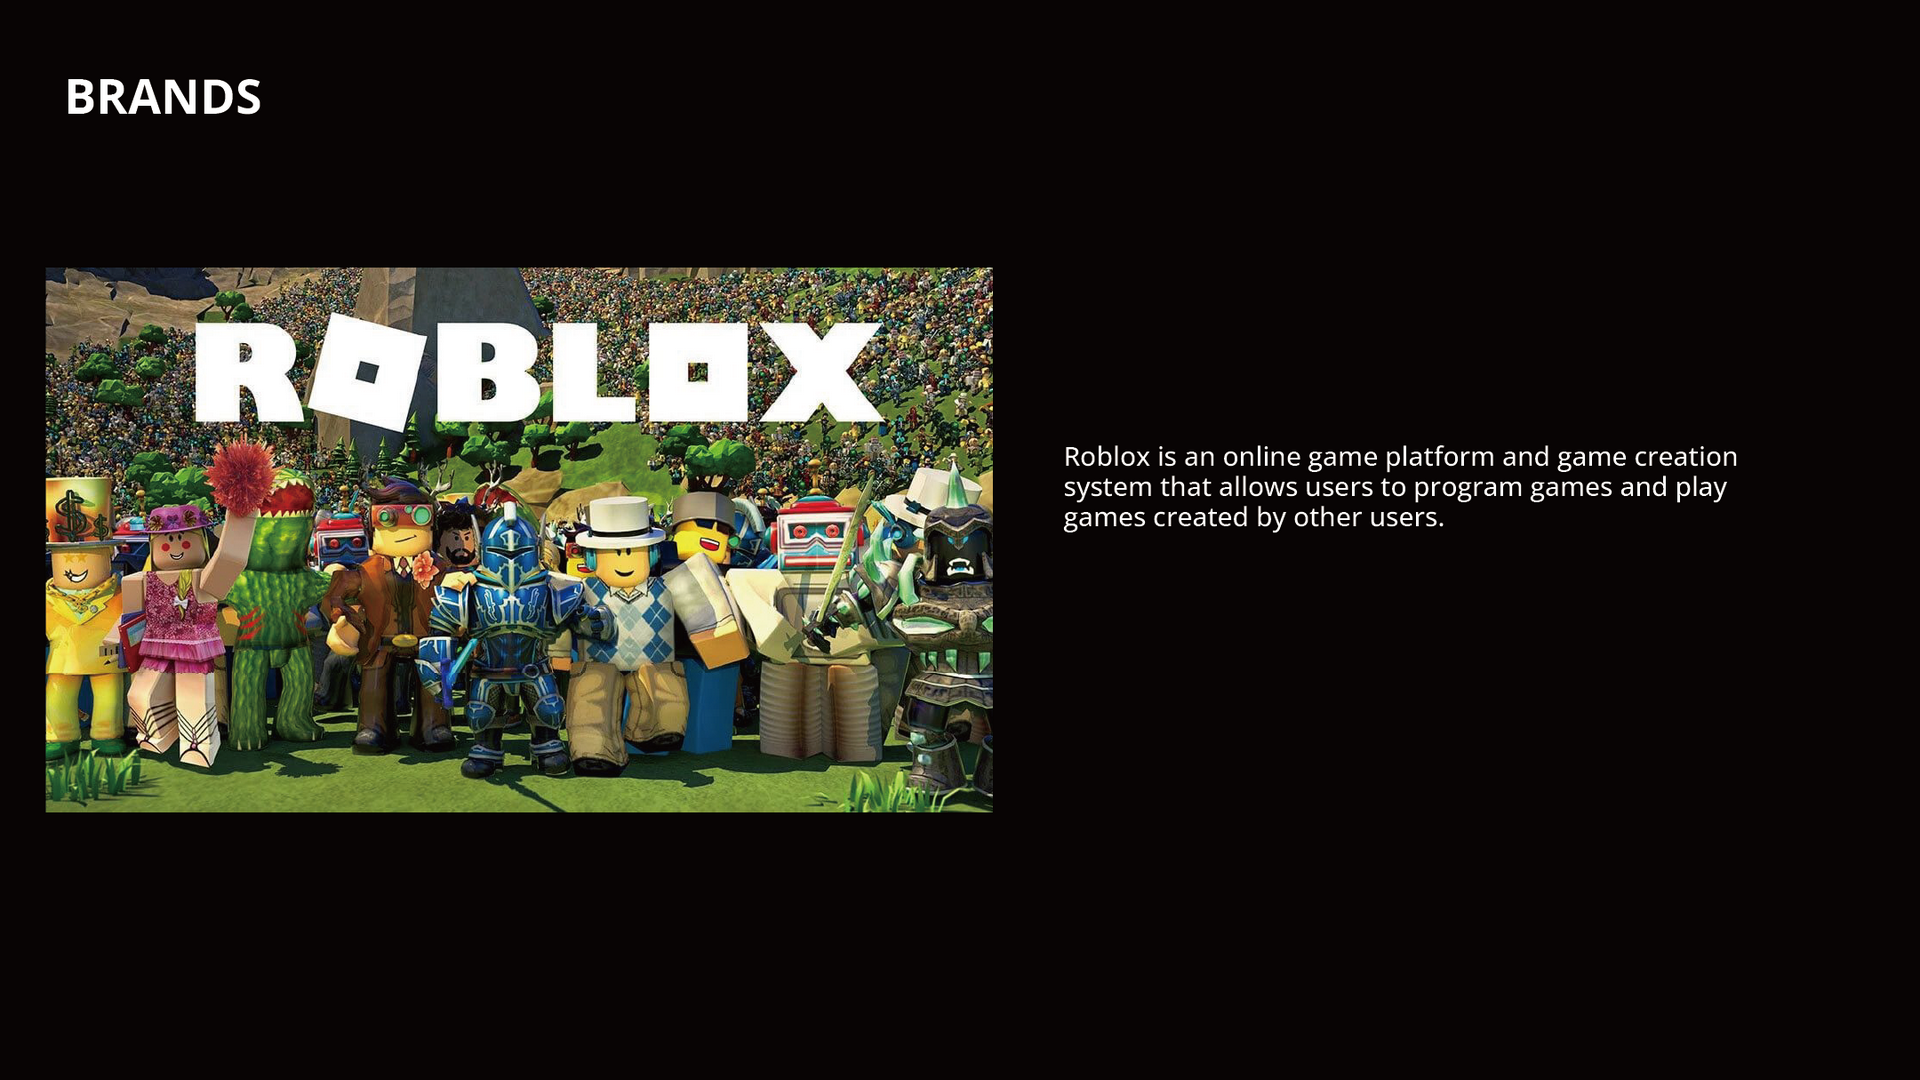 BRANDS
ROBLOX
Roblox is an online game platform and game creation
system that allows users to program games and play
games created by other users.